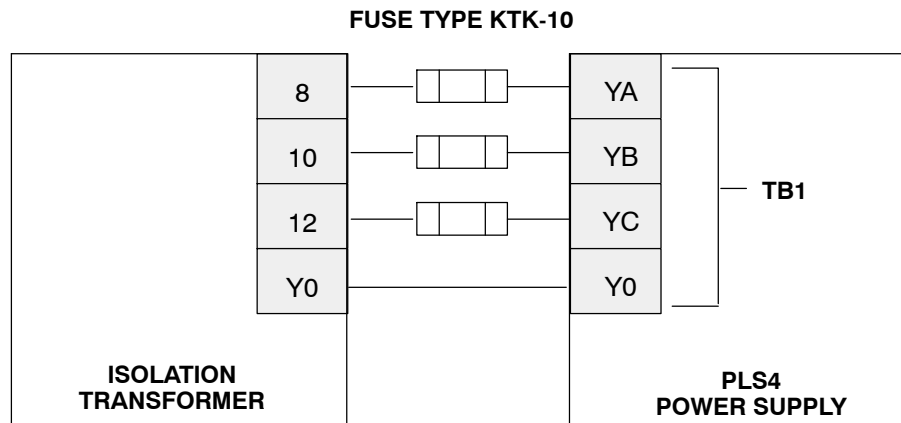 FUSE TYPE KTK-10
8
YA
10
YB
TB1
12
YC
Y0
Y0
ISOLATION
TRANSFORMER
PLS4
POWER SUPPLY